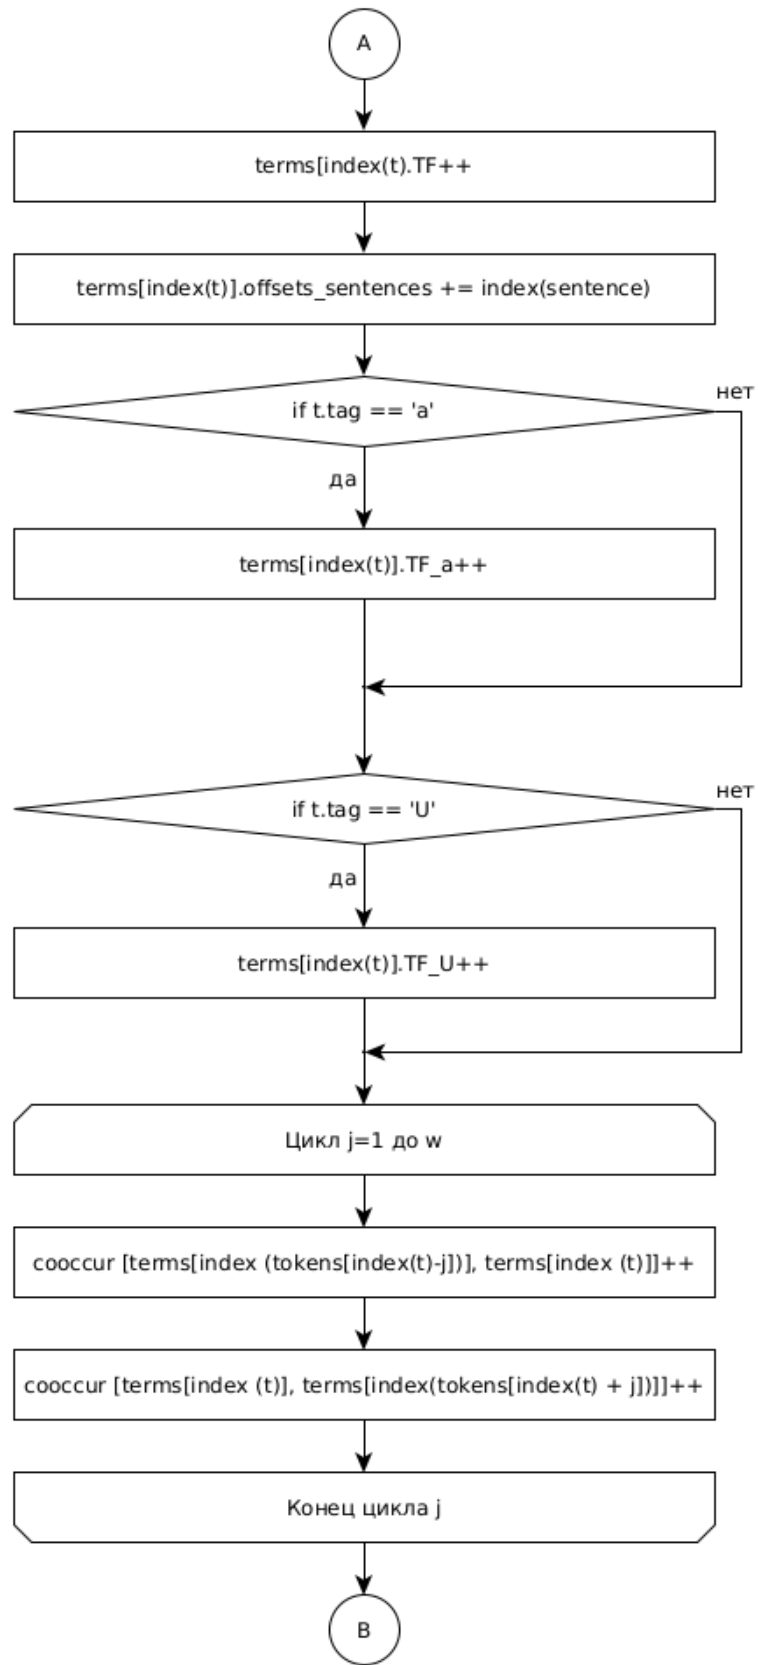 A
terms[index(t).TF++
terms[index(t)].offsets_sentences += index(sentence)
нет
if t.tag == 'a'
да
terms[index(t)].TF_a++
нет
if t.tag == 'U'
да
terms[index(t)].TF_U++
Цикл j=1 до w
cooccur [terms[index (tokens[index(t)-j])], terms[index (t)]]++
cooccur [terms[index (t)], terms[index(tokens[index(t) + j])]]++
Конец цикла j
B